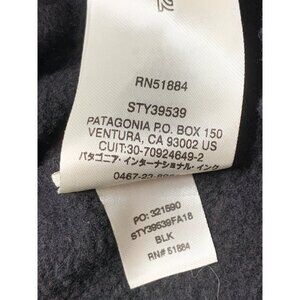 RN51884
STY39539
PATAGONIA P.O. BOX 150
VENTURA, CA 93002 US
CUIT:30-70924649-2
パタゴニア・インターナショナル・インク
PO: 321590
STY39539FA18
BLK
RN# 51884